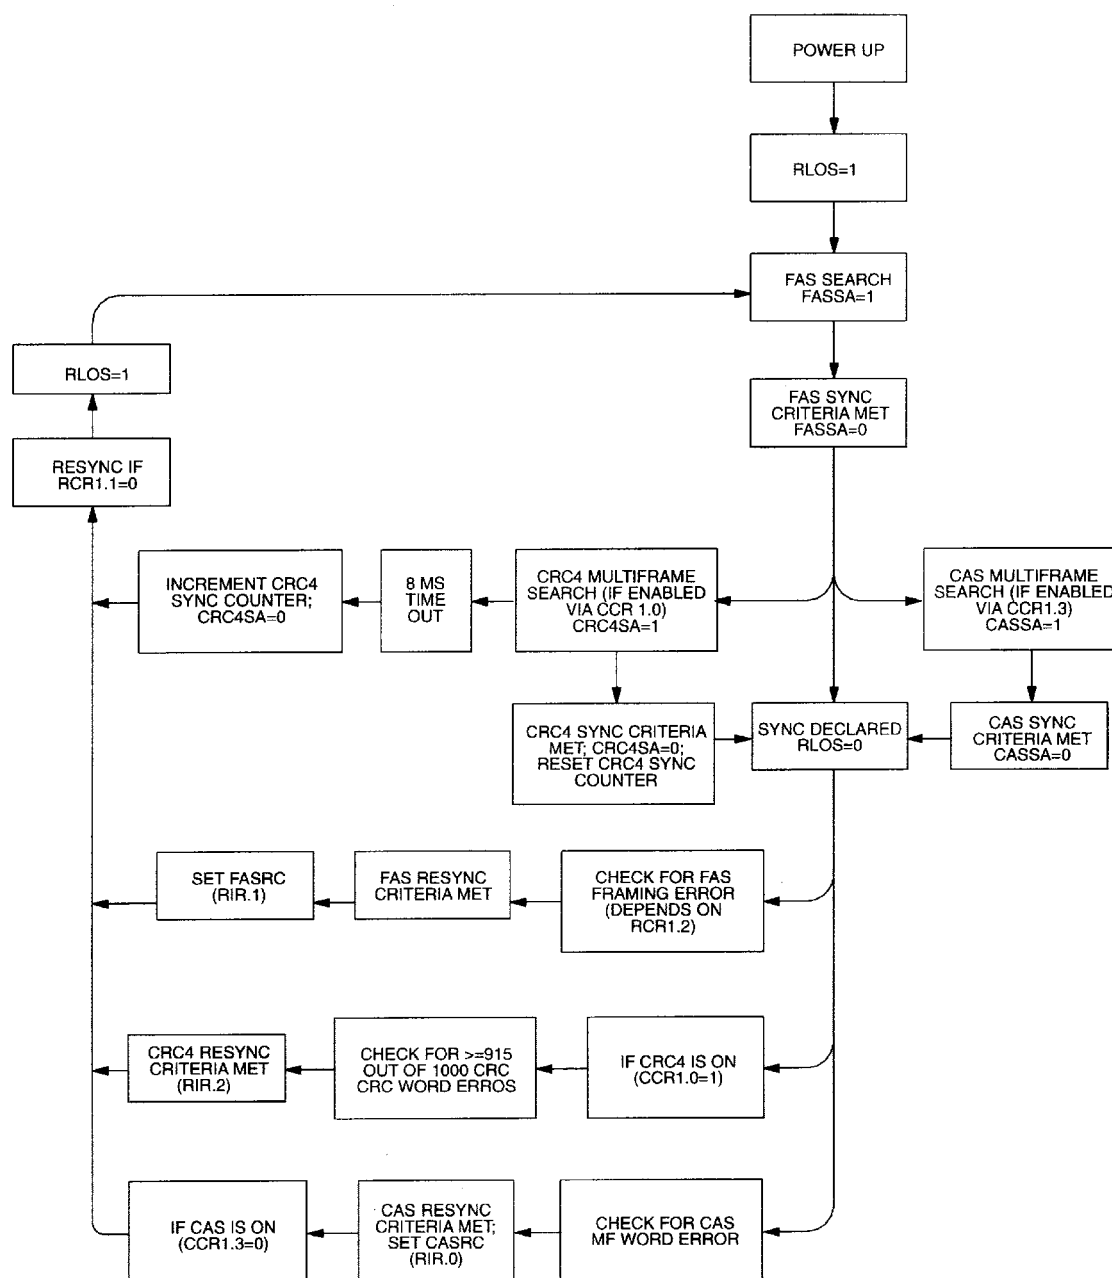 POWER UP
RLOS=1
FAS SEARCH
FASSA=1
RLOS=1
FAS SYNC
CRITERIA MET
FASSA=0
RESYNC IF
RCR1.1=0
INCREMENT CRC4
SYNC COUNTER;
CRC4SA=0
8 MS
TIME
OUT
CRC4 MULTIFRAME
SEARCH (IF ENABLED
VIA CCR 1.0)
CRC4SA=1
CAS MULTIFRAME
SEARCH (IF ENABLED
VIA CCR1.3)
CASSA=1
CRC4 SYNC CRITERIA
MET; CRC4SA=0;
RESET CRC4 SYNC
COUNTER
SYNC DECLARED
RLOS=0
CAS SYNC
CRITERIA MET
CASSA=0
SET FASRC
(RIR.1)
FAS RESYNC
CRITERIA MET
CHECK FOR FAS
FRAMING ERROR
(DEPENDS ON
RCR1.2)
CRC4 RESYNC
CRITERIA MET
(RIR.2)
CHECK FOR >=915
OUT OF 1000 CRC
CRC WORD ERROS
IF CRC4 IS ON
(CCR1.0=1)
IF CAS IS ON
(CCR1.3=0)
CAS RESYNC
CRITERIA MET;
SET CASRC
(RIR.0)
CHECK FOR CAS
MF WORD ERROR